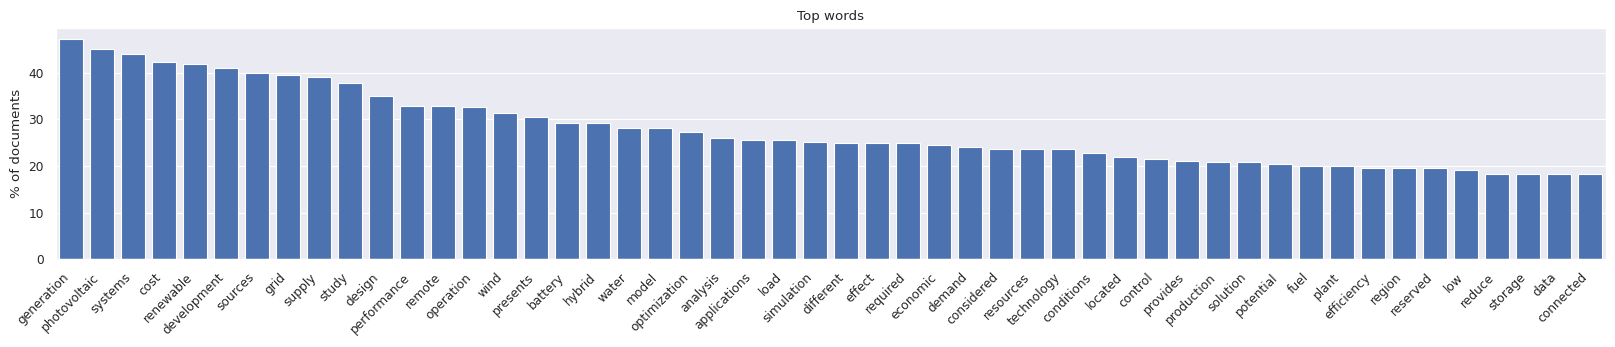 Top words
% of documents
40
30
20
10
0
generation
photovoltaic
systems
cost
renewable
development
sources
grid
supply
study
design
performance
remote
operation
wind
presents
battery
hybrid
water
model
optimization
analysis
applications
load
simulation
different
effect
required
economic
demand
considered
resources
technology
conditions
located
control
provides
production
solution
potential
fuel
plant
efficiency
region
reserved
low
reduce
storage
data
connected